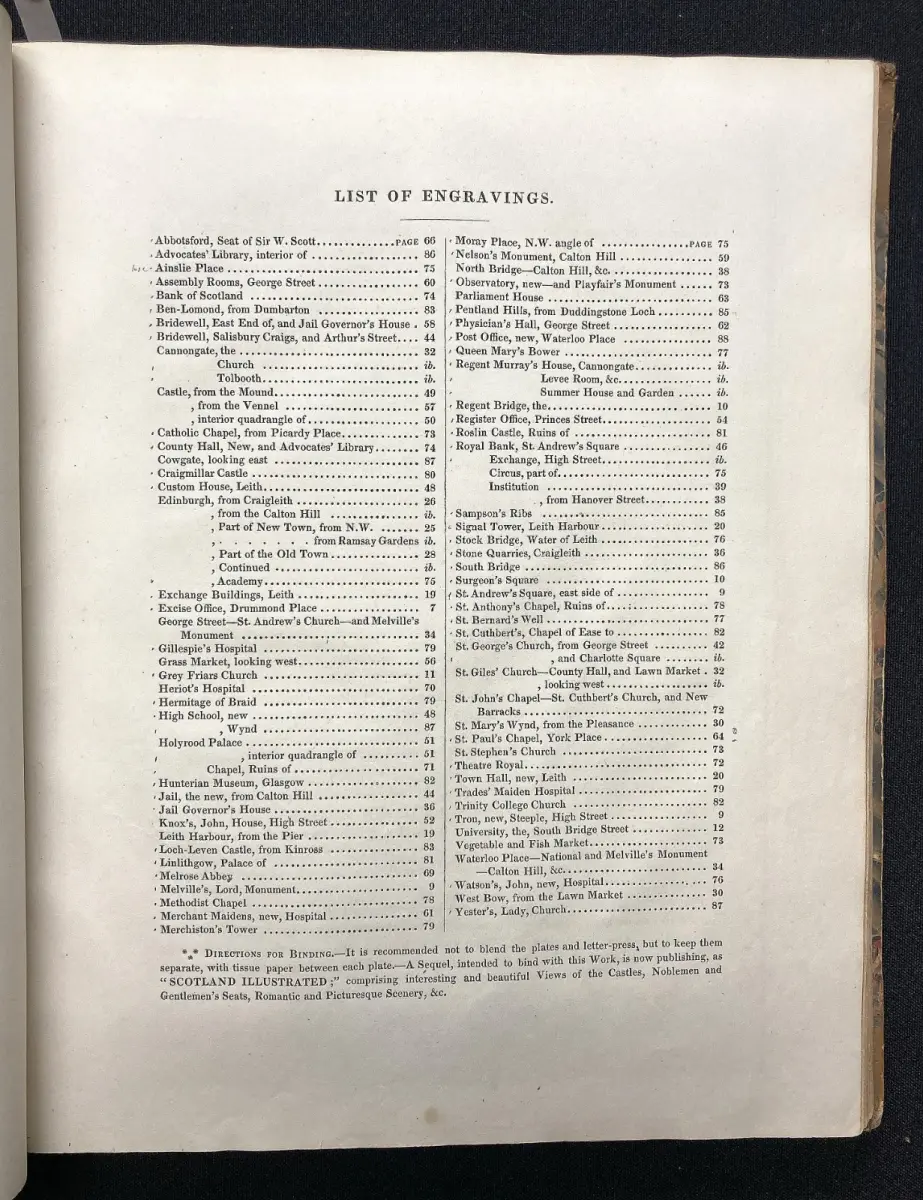 LIST OF ENGRAVINGS.
Abbotsford, Seat of Sir W. Scott..............PAGE 66
Advocates' Library, interior of .................... 86
Ainslie Place .................................. 75
Assembly Rooms, George Street .................. 60
Bank of Scotland .............................. 74
Ben-Lomond, from Dumbarton .................. 83
Bridewell, East End of, and Jail Governor's House . 58
Bridewell, Salisbury Craigs, and Arthur's Street.... 44
Cannongate, the ................................ 32
Church ............................ ib.
Tolbooth............................ ib.
Castle, from the Mound.......................... 49
, from the Vennel ........................ 57
, interior quadrangle of.................... 50
Catholic Chapel, from Picardy Place.............. 73
County Hall, New, and Advocates' Library........ 74
Cowgate, looking east .......................... 87
Craigmillar Castle .............................. 80
Custom House, Leith............................ 48
Edinburgh, from Craigleith ...................... 26
, from the Calton Hill .................. ib.
, Part of New Town, from N.W. ....... 25
, . . . . . . . from Ramsay Gardens ib.
, Part of the Old Town................ 28
, Continued .......................... ib.
, Academy............................ 75
Exchange Buildings, Leith ...................... 19
Excise Office, Drummond Place .................. 7
George Street—St. Andrew's Church—and Melville's
Monument .................................. 34
Gillespie's Hospital .............................. 79
Grass Market, looking west...................... 56
Grey Friars Church ............................ 11
Heriot's Hospital .............................. 70
Hermitage of Braid ............................ 79
High School, new .............................. 48
, Wynd .............................. 87
Holyrood Palace ................................ 51
, interior quadrangle of .......... 51
Chapel, Ruins of ........................ 71
Hunterian Museum, Glasgow .................... 82
Jail, the new, from Calton Hill .................. 44
Jail Governor's House .......................... 36
Knox's, John, House, High Street ................ 52
Leith Harbour, from the Pier .................... 19
Loch-Leven Castle, from Kinross ................ 83
Linlithgow, Palace of .......................... 81
Melrose Abbey ................................ 69
Melville's, Lord, Monument...................... 9
Methodist Chapel .............................. 78
Merchant Maidens, new, Hospital ................ 61
Merchiston's Tower ............................ 79
Moray Place, N.W. angle of ................PAGE 75
Nelson's Monument, Calton Hill ................ 59
North Bridge—Calton Hill, &c. .................. 38
Observatory, new—and Playfair's Monument ...... 73
Parliament House .............................. 63
Pentland Hills, from Duddingstone Loch.......... 85
Physician's Hall, George Street .................. 62
Post Office, new, Waterloo Place ................ 88
Queen Mary's Bower .......................... 77
Regent Murray's House, Cannongate.............. ib.
Levee Room, &c. ................ ib.
Summer House and Garden ...... ib.
Regent Bridge, the.............................. 10
Register Office, Princes Street.................... 54
Roslin Castle, Ruins of .......................... 81
Royal Bank, St. Andrew's Square ................ 46
Exchange, High Street.................... ib.
Circus, part of............................ 75
Institution .............................. 39
, from Hanover Street............ 38
Sampson's Ribs ................................ 85
Signal Tower, Leith Harbour.................... 20
Stock Bridge, Water of Leith .................... 76
Stone Quarries, Craigleith ...................... 36
South Bridge .................................. 86
Surgeon's Square .............................. 10
St. Andrew's Square, east side of ................ 9
St. Anthony's Chapel, Ruins of.................. 78
St. Bernard's Well .............................. 77
St. Cuthbert's, Chapel of Ease to ................ 82
St. George's Church, from George Street .......... 42
, and Charlotte Square ........ ib.
St. Giles' Church—County Hall, and Lawn Market . 32
, looking west.................. ib.
St. John's Chapel—St. Cuthbert's Church, and New
Barracks .................................... 72
St. Mary's Wynd, from the Pleasance ............ 30
St. Paul's Chapel, York Place.................... 64
St. Stephen's Church .......................... 73
Theatre Royal.................................. 72
Town Hall, new, Leith .......................... 20
Trades' Maiden Hospital ........................ 79
Trinity College Church .......................... 82
Tron, new, Steeple, High Street .................. 9
University, the, South Bridge Street .............. 12
Vegetable and Fish Market...................... 73
Waterloo Place—National and Melville's Monument
—Calton Hill, &c. .......................... 34
Watson's, John, new, Hospital.................... 76
West Bow, from the Lawn Market .............. 30
Yester's, Lady, Church.......................... 87
*** DIRECTIONS FOR BINDING.—It is recommended not to blend the plates and letter-press, but to keep them
separate, with tissue paper between each plate.—A Sequel, intended to bind with this Work, is now publishing, as
"SCOTLAND ILLUSTRATED;" comprising interesting and beautiful Views of the Castles, Noblemen and
Gentlemen's Seats, Romantic and Picturesque Scenery, &c.